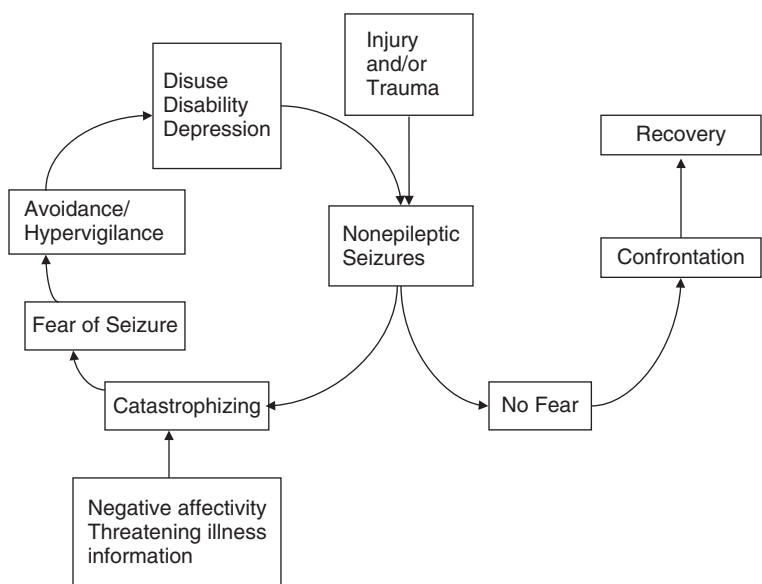 Injury
and/or
Trauma
Disuse
Disability
Depression
Recovery
Avoidance/
Hypervigilance
Nonepileptic
Seizures
Confrontation
Fear of Seizure
Catastrophizing
No Fear
Negative affectivity
Threatening illness
information